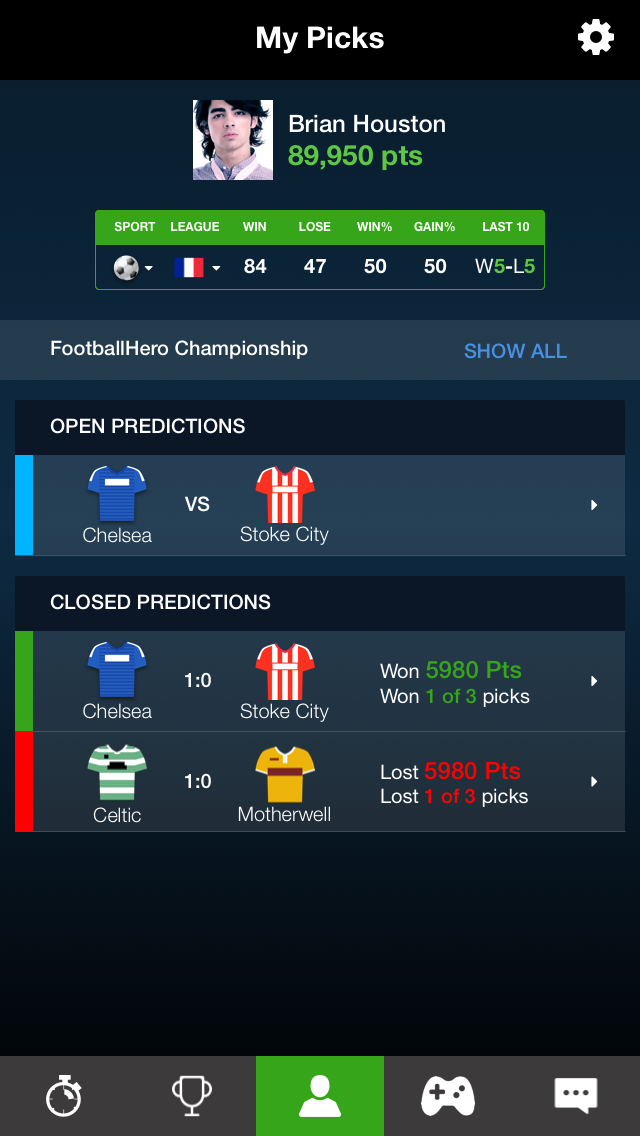 My Picks
Brian Houston
89,950 pts
SPORT LEAGUE WIN LOSE WIN% GAIN% LAST 10
84 47 50 50 W5-L5
FootballHero Championship SHOW ALL
OPEN PREDICTIONS
VS
Chelsea Stoke City
CLOSED PREDICTIONS
1:0 Won 5980 Pts
Won 1 of 3 picks
Chelsea Stoke City
1:0 Lost 5980 Pts
Lost 1 of 3 picks
Celtic Motherwell